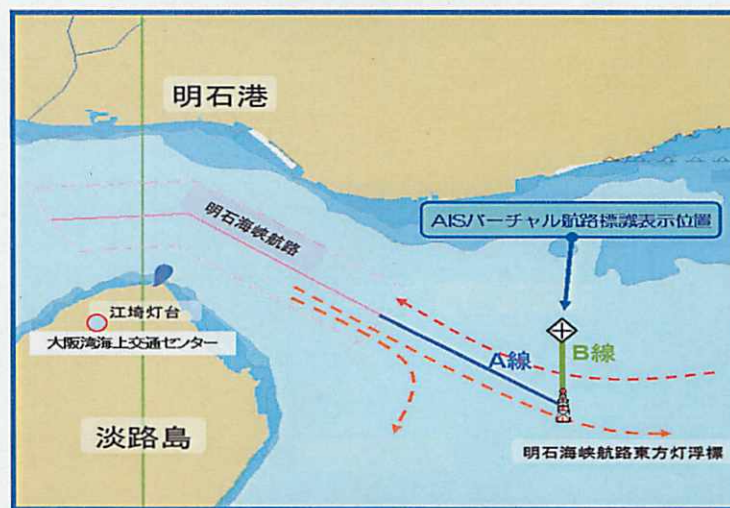 明石港
明石海峡航路
AISバーチャル航路標識表示位置
江埼灯台
大阪湾海上交通センター
A線
B線
淡路島
明石海峡航路東方灯浮標